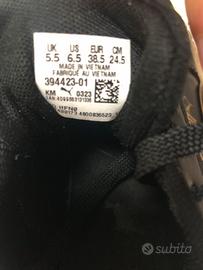 UK US EUR CM
5.5 6.5 38.5 24.5
MADE IN VIETNAM
FABRIQUÉ AU VIETNAM
394423-01
KM 0323
subito